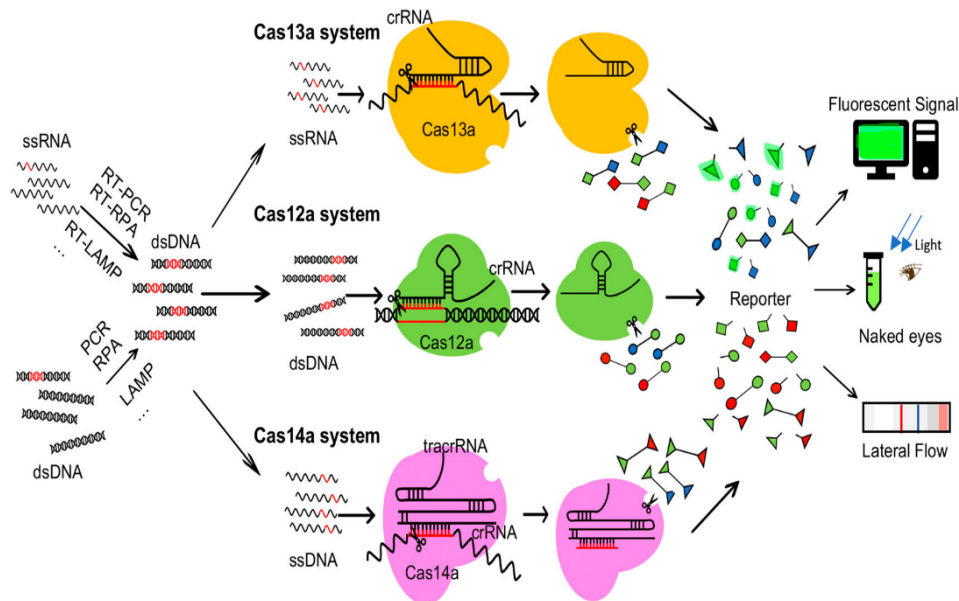 Cas13a system
crRNA
ssRNA
Cas13a
ssRNA
RT-PCR
RT-RPA
RT-LAMP
...
dsDNA
PCR
RPA
LAMP
...
dsDNA
Cas12a system
crRNA
dsDNA
Cas12a
Cas14a system
tracrRNA
crRNA
ssDNA
Cas14a
Reporter
Fluorescent Signal
Light
Naked eyes
Lateral Flow